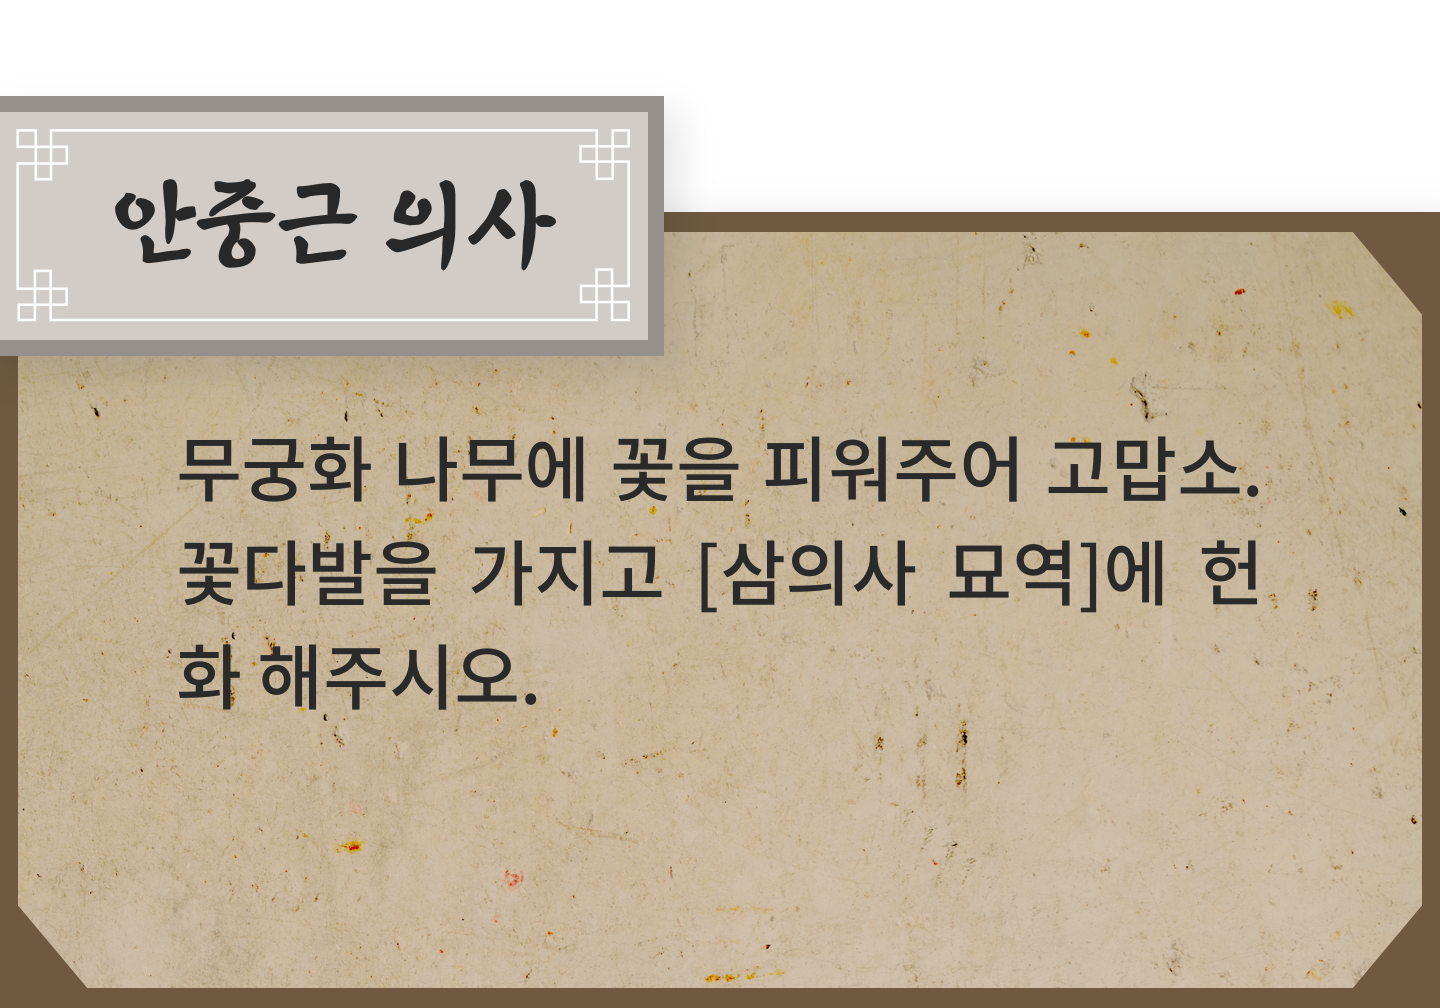 안중근 의사
무궁화 나무에 꽃을 피워주어 고맙소.
꽃다발을 가지고 [삼의사 묘역]에 헌
화 해주시오.